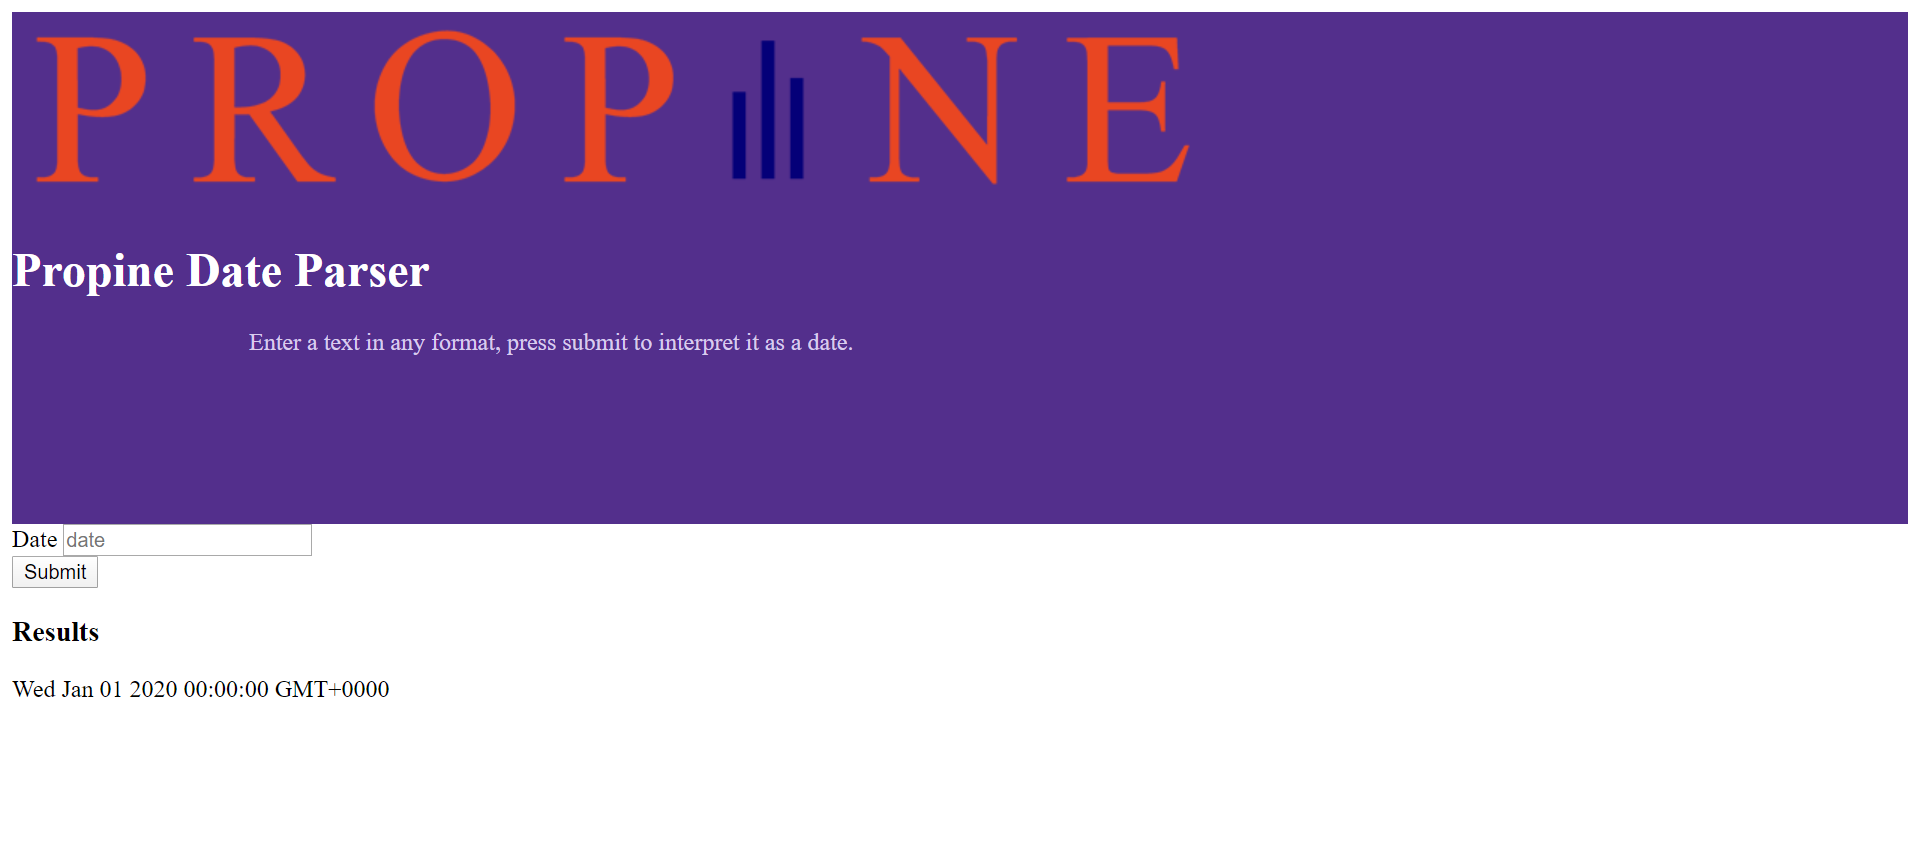 PROPINE
Propine Date Parser
Enter a text in any format, press submit to interpret it as a date.
Date date
Submit
Results
Wed Jan 01 2020 00:00:00 GMT+0000